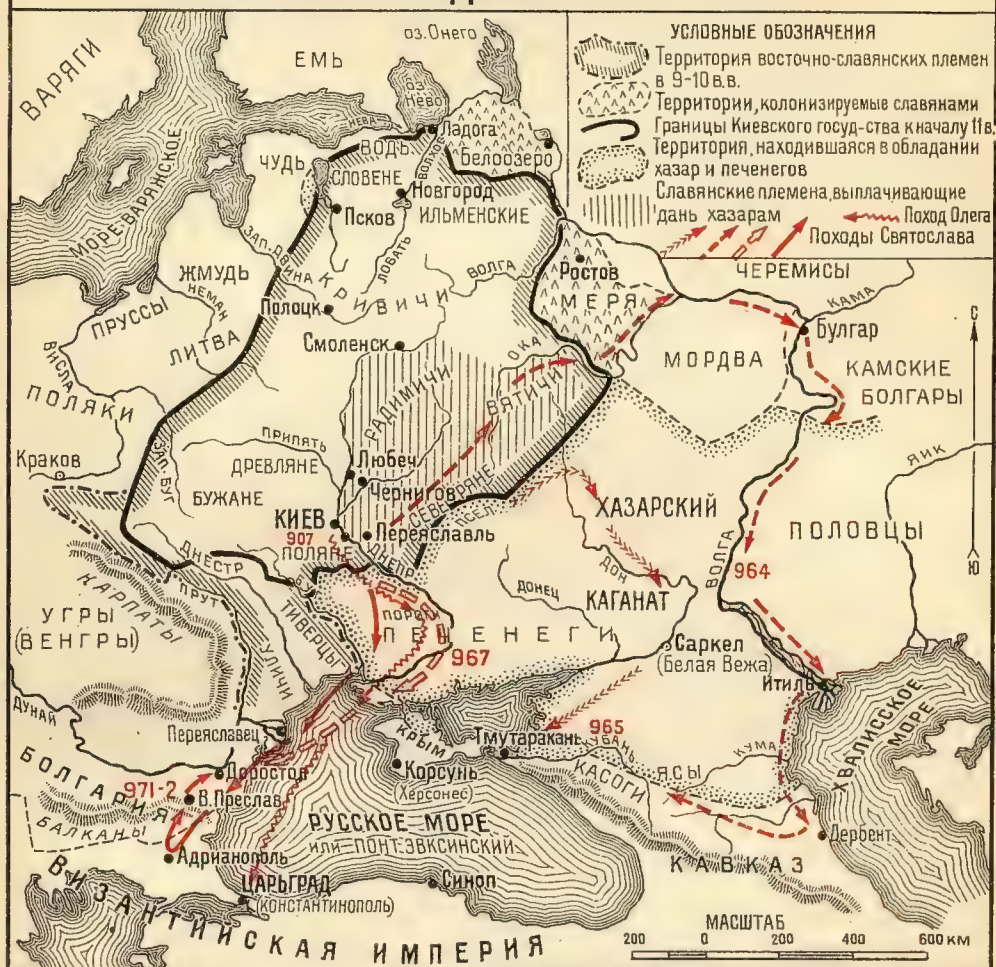 УСЛОВНЫЕ ОБОЗНАЧЕНИЯ
Территория восточно-славянских племен
в 9-10 в.в.
Территории, колонизируемые славянами
Границы Киевского госуд-ства к началу 11 в.
Территория, находившаяся в обладании
хазар и печенегов
Славянские племена, выплачивающие
дань хазарам
Поход Олега
Походы Святослава
ВАРЯГИ
ЕМЬ
оз. Онего
оз. Нево
НЕВА
Ладога
ВОДЬ
ВОЛХОВ
Белоозеро
ЧУДЬ
СЛОВЕНЕ
Новгород
ИЛЬМЕНСКИЕ
Псков
МОРЕ ВАРЯЖСКОЕ
ЗАП. ДВИНА
ЛОВАТЬ
ВОЛГА
Ростов
МЕРЯ
ЧЕРЕМИСЫ
КАМА
Булгар
ЖМУДЬ
НЕМАН
КРИВИЧИ
Полоцк
ПРУССЫ
ЛИТВА
Смоленск
ОКА
МОРДВА
КАМСКИЕ
БОЛГАРЫ
ВИСЛА
ПОЛЯКИ
РАДИМИЧИ
ВЯТИЧИ
Краков
ЗАП. БУГ
ПРИПЯТЬ
ДРЕВЛЯНЕ
Любеч
Чернигов
БУЖАНЕ
СЕВЕРЯНЕ
ПСЕЛ
ЯИК
КИЕВ
907
Переяславль
ПОЛЯНЕ
ДНЕПР
ХАЗАРСКИЙ
КАГАНАТ
ДОН
ДОНЕЦ
ВОЛГА
964
ПОЛОВЦЫ
С
Ю
ДНЕСТР
БУГ
ПРУТ
КАРПАТЫ
УГРЫ
(ВЕНГРЫ)
ТИВЕРЦЫ
УЛИЧИ
ПОРОГИ
ПЕЧЕНЕГИ
967
Саркел
(Белая Вежа)
Итиль
ХВАЛИССКОЕ
МОРЕ
ДУНАЙ
Переяславец
965
Тмутаракань
КУБАНЬ
КУМА
КРЫМ
Корсунь
(Херсонес)
ЯСЫ
КАСОГИ
Дербент
КАВКАЗ
БОЛГАРИЯ
971-2
Доростол
В. Преслав
БАЛКАНЫ
Адрианополь
РУССКОЕ МОРЕ
или ПОНТ ЭВКСИНСКИЙ
ЦАРЬГРАД
(КОНСТАНТИНОПОЛЬ)
Синоп
ВИЗАНТИЙСКАЯ ИМПЕРИЯ
МАСШТАБ
200 0 200 400 600 км